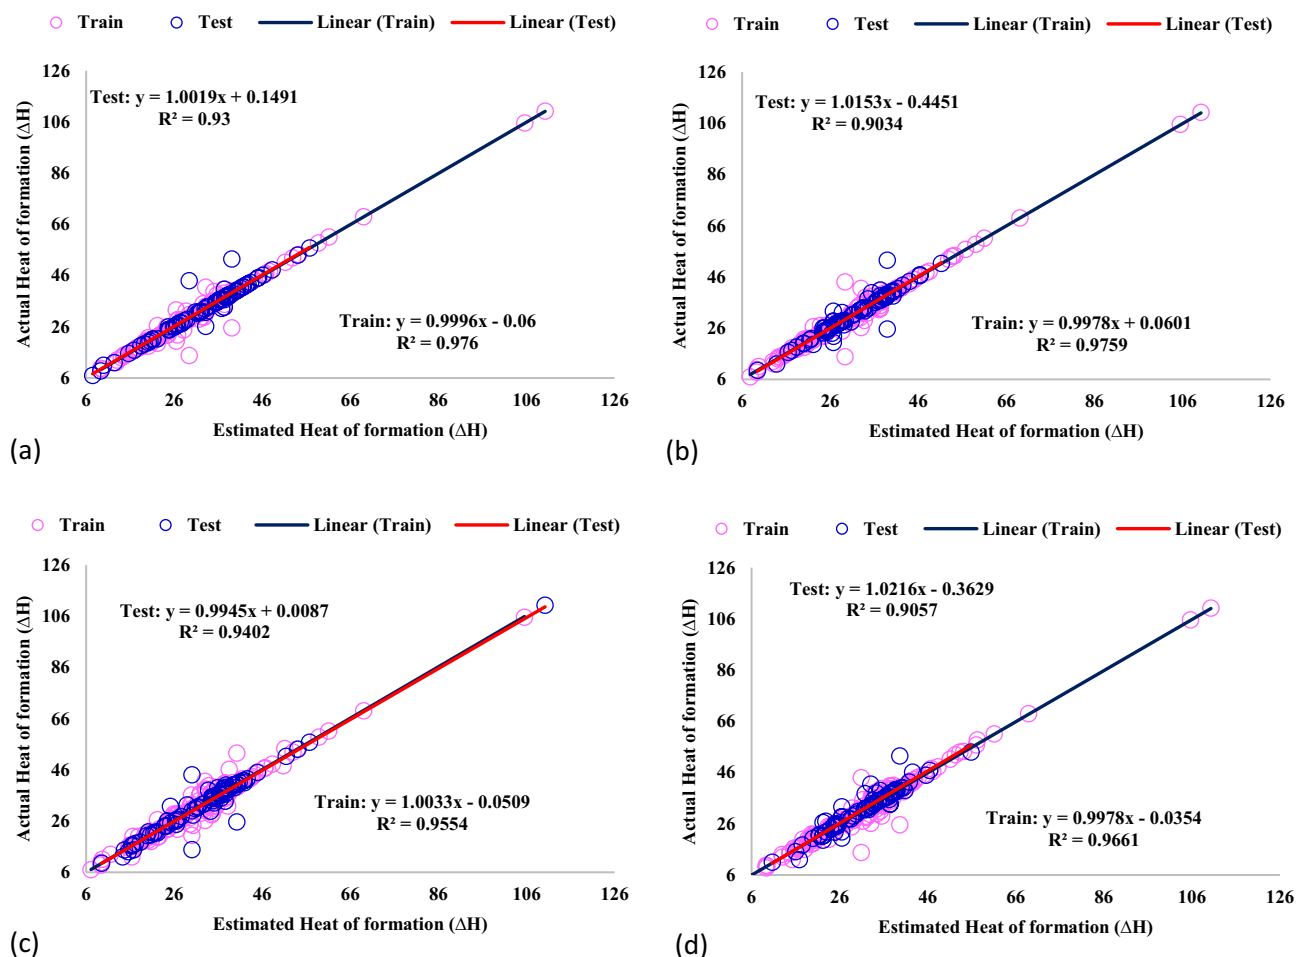 Train Test Linear (Train) Linear (Test)
126
106
86
66
46
26
6
6 26 46 66 86 106 126
Actual Heat of formation (ΔH)
Estimated Heat of formation (ΔH)
Test: y = 1.0019x + 0.1491
R² = 0.93
Train: y = 0.9996x - 0.06
R² = 0.976
(a)
Train Test Linear (Train) Linear (Test)
126
106
86
66
46
26
6
6 26 46 66 86 106 126
Actual Heat of formation (ΔH)
Estimated Heat of formation (ΔH)
Test: y = 1.0153x - 0.4451
R² = 0.9034
Train: y = 0.9978x + 0.0601
R² = 0.9759
(b)
Train Test Linear (Train) Linear (Test)
126
106
86
66
46
26
6
6 26 46 66 86 106 126
Actual Heat of formation (ΔH)
Estimated Heat of formation (ΔH)
Test: y = 0.9945x + 0.0087
R² = 0.9402
Train: y = 1.0033x - 0.0509
R² = 0.9554
(c)
Train Test Linear (Train) Linear (Test)
126
106
86
66
46
26
6
6 26 46 66 86 106 126
Actual Heat of formation (ΔH)
Estimated Heat of formation (ΔH)
Test: y = 1.0216x - 0.3629
R² = 0.9057
Train: y = 0.9978x - 0.0354
R² = 0.9661
(d)